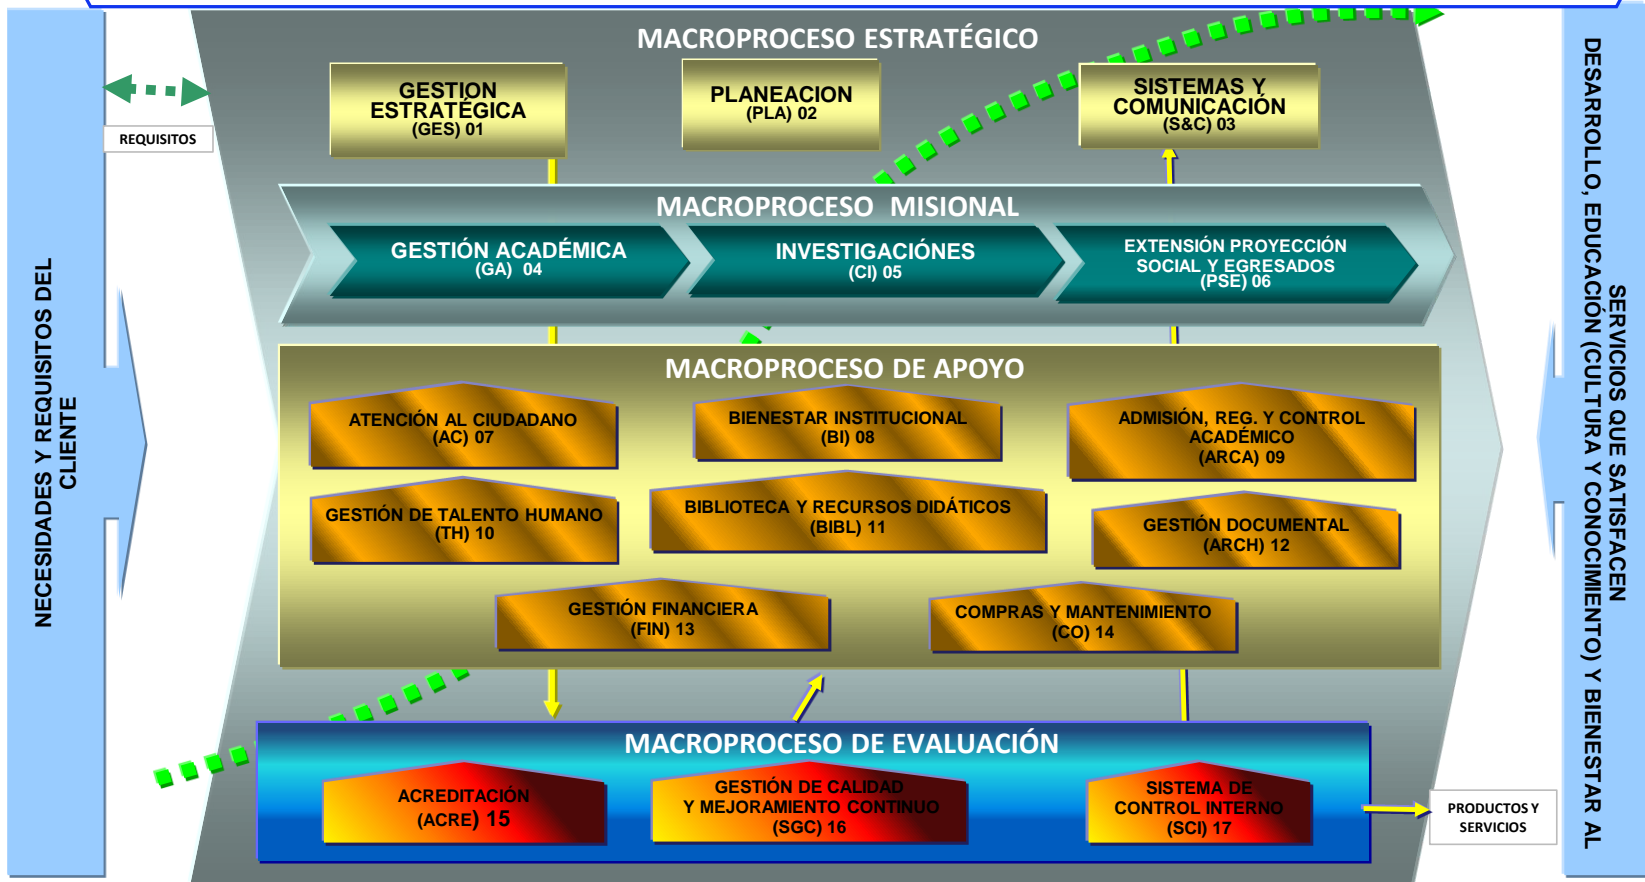 MACROPROCESO ESTRATÉGICO
GESTION
ESTRATÉGICA
(GES) 01
PLANEACION
(PLA) 02
SISTEMAS Y
COMUNICACIÓN
(S&C) 03
REQUISITOS
NECESIDADES Y REQUISITOS DEL
CLIENTE
MACROPROCESO MISIONAL
GESTIÓN ACADÉMICA
(GA) 04
INVESTIGACIÓNES
(CI) 05
EXTENSIÓN PROYECCIÓN
SOCIAL Y EGRESADOS
(PSE) 06
MACROPROCESO DE APOYO
ATENCIÓN AL CIUDADANO
(AC) 07
BIENESTAR INSTITUCIONAL
(BI) 08
ADMISIÓN, REG. Y CONTROL
ACADÉMICO
(ARCA) 09
GESTIÓN DE TALENTO HUMANO
(TH) 10
BIBLIOTECA Y RECURSOS DIDÁTICOS
(BIBL) 11
GESTIÓN DOCUMENTAL
(ARCH) 12
GESTIÓN FINANCIERA
(FIN) 13
COMPRAS Y MANTENIMIENTO
(CO) 14
MACROPROCESO DE EVALUACIÓN
ACREDITACIÓN
(ACRE) 15
GESTIÓN DE CALIDAD
Y MEJORAMIENTO CONTINUO
(SGC) 16
SISTEMA DE
CONTROL INTERNO
(SCI) 17
PRODUCTOS Y
SERVICIOS
SERVICIOS QUE SATISFACEN
DESARROLLO, EDUCACIÓN (CULTURA Y CONOCIMIENTO) Y BIENESTAR AL